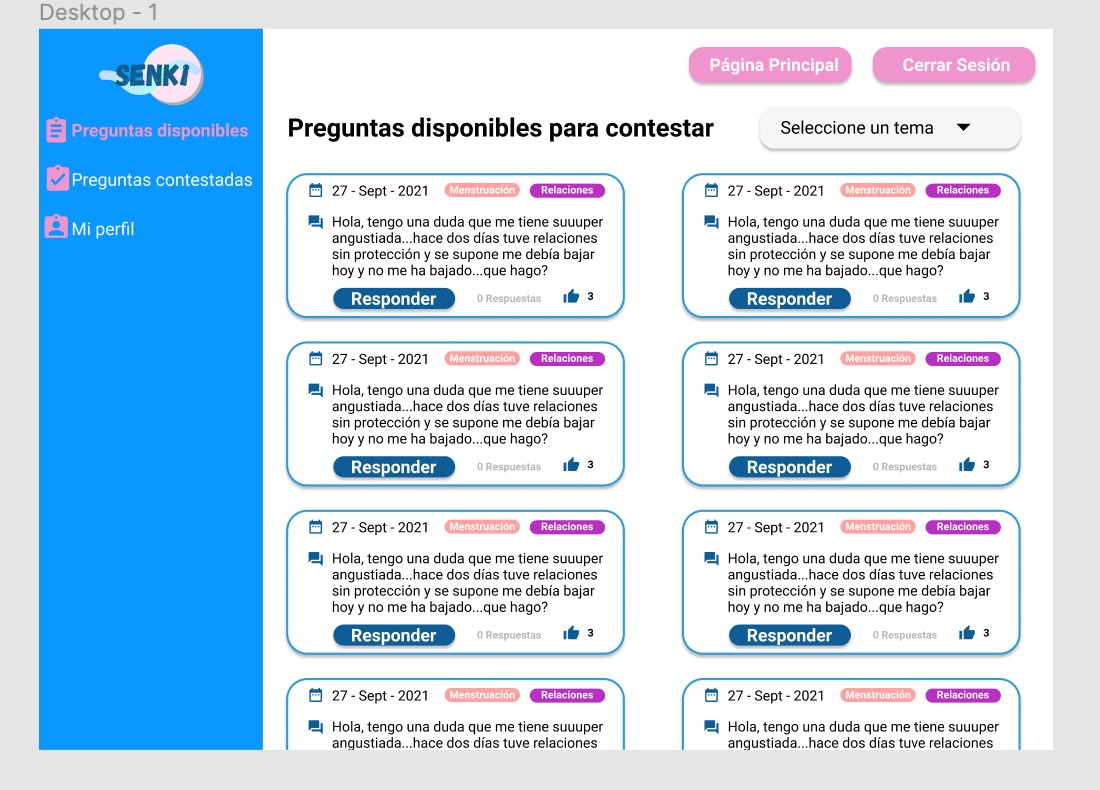 Desktop - 1
SENKI
Página Principal
Cerrar Sesión
Preguntas disponibles
Preguntas contestadas
Mi perfil
Preguntas disponibles para contestar
Seleccione un tema
27 - Sept - 2021 Menstruación Relaciones
Hola, tengo una duda que me tiene suuuper
angustiada...hace dos días tuve relaciones
sin protección y se supone me debía bajar
hoy y no me ha bajado...que hago?
Responder 0 Respuestas 3
27 - Sept - 2021 Menstruación Relaciones
Hola, tengo una duda que me tiene suuuper
angustiada...hace dos días tuve relaciones
sin protección y se supone me debía bajar
hoy y no me ha bajado...que hago?
Responder 0 Respuestas 3
27 - Sept - 2021 Menstruación Relaciones
Hola, tengo una duda que me tiene suuuper
angustiada...hace dos días tuve relaciones
sin protección y se supone me debía bajar
hoy y no me ha bajado...que hago?
Responder 0 Respuestas 3
27 - Sept - 2021 Menstruación Relaciones
Hola, tengo una duda que me tiene suuuper
angustiada...hace dos días tuve relaciones
sin protección y se supone me debía bajar
hoy y no me ha bajado...que hago?
Responder 0 Respuestas 3
27 - Sept - 2021 Menstruación Relaciones
Hola, tengo una duda que me tiene suuuper
angustiada...hace dos días tuve relaciones
sin protección y se supone me debía bajar
hoy y no me ha bajado...que hago?
Responder 0 Respuestas 3
27 - Sept - 2021 Menstruación Relaciones
Hola, tengo una duda que me tiene suuuper
angustiada...hace dos días tuve relaciones
sin protección y se supone me debía bajar
hoy y no me ha bajado...que hago?
Responder 0 Respuestas 3
27 - Sept - 2021 Menstruación Relaciones
Hola, tengo una duda que me tiene suuuper
angustiada...hace dos días tuve relaciones
27 - Sept - 2021 Menstruación Relaciones
Hola, tengo una duda que me tiene suuuper
angustiada...hace dos días tuve relaciones